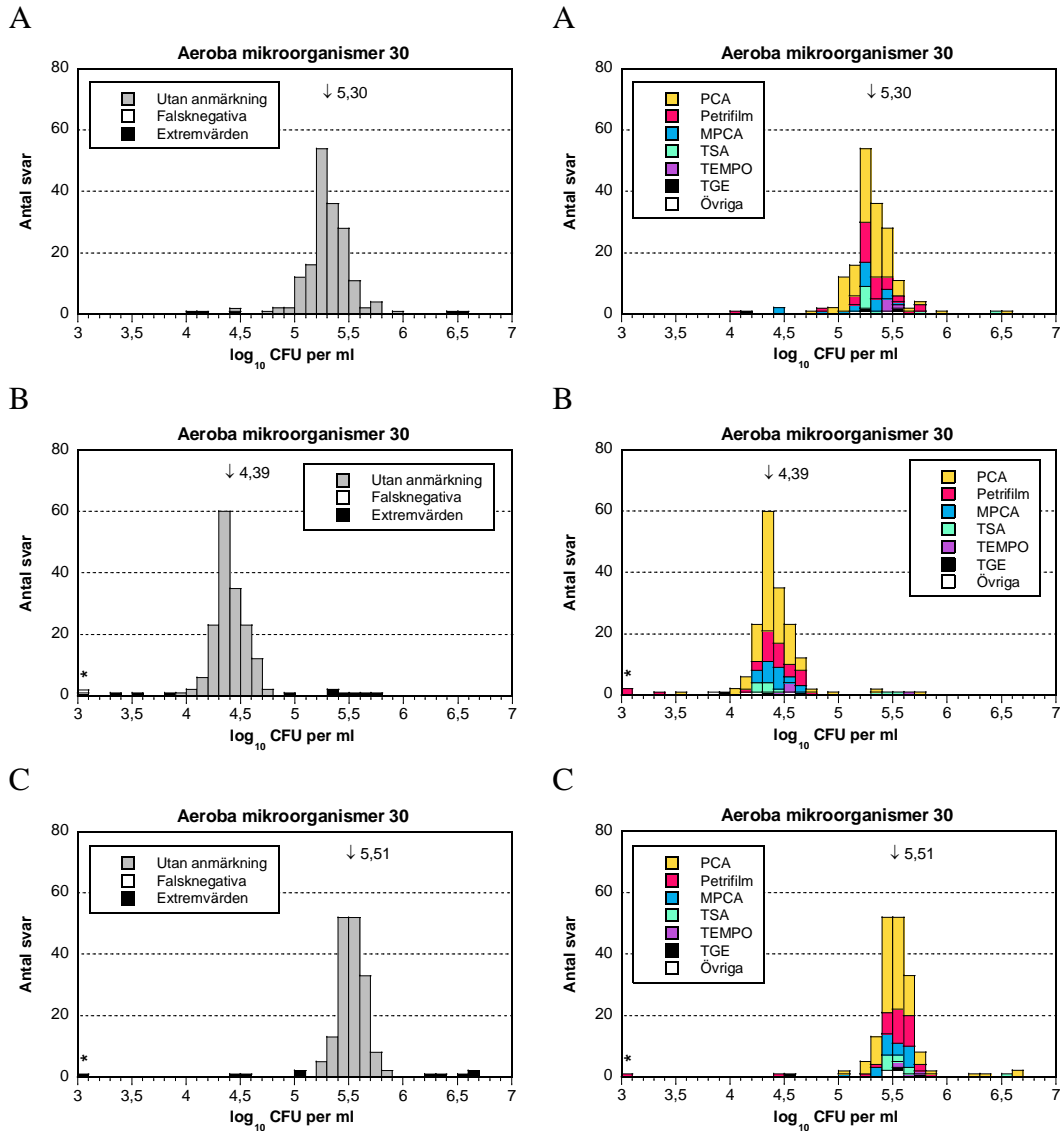 A
Aeroba mikroorganismer 30
80
60
40
20
0
Antal svar
↓ 5,30
Utan anmärkning
Falsknegativa
Extremvärden
3 3,5 4 4,5 5 5,5 6 6,5 7
log10 CFU per ml
A
Aeroba mikroorganismer 30
80
60
40
20
0
Antal svar
↓ 5,30
PCA
Petrifilm
MPCA
TSA
TEMPO
TGE
Övriga
3 3,5 4 4,5 5 5,5 6 6,5 7
log10 CFU per ml
B
Aeroba mikroorganismer 30
80
60
40
20
0
Antal svar
↓ 4,39
Utan anmärkning
Falsknegativa
Extremvärden
*
3 3,5 4 4,5 5 5,5 6 6,5 7
log10 CFU per ml
B
Aeroba mikroorganismer 30
80
60
40
20
0
Antal svar
↓ 4,39
PCA
Petrifilm
MPCA
TSA
TEMPO
TGE
Övriga
*
3 3,5 4 4,5 5 5,5 6 6,5 7
log10 CFU per ml
C
Aeroba mikroorganismer 30
80
60
40
20
0
Antal svar
↓ 5,51
Utan anmärkning
Falsknegativa
Extremvärden
*
3 3,5 4 4,5 5 5,5 6 6,5 7
log10 CFU per ml
C
Aeroba mikroorganismer 30
80
60
40
20
0
Antal svar
↓ 5,51
PCA
Petrifilm
MPCA
TSA
TEMPO
TGE
Övriga
*
3 3,5 4 4,5 5 5,5 6 6,5 7
log10 CFU per ml